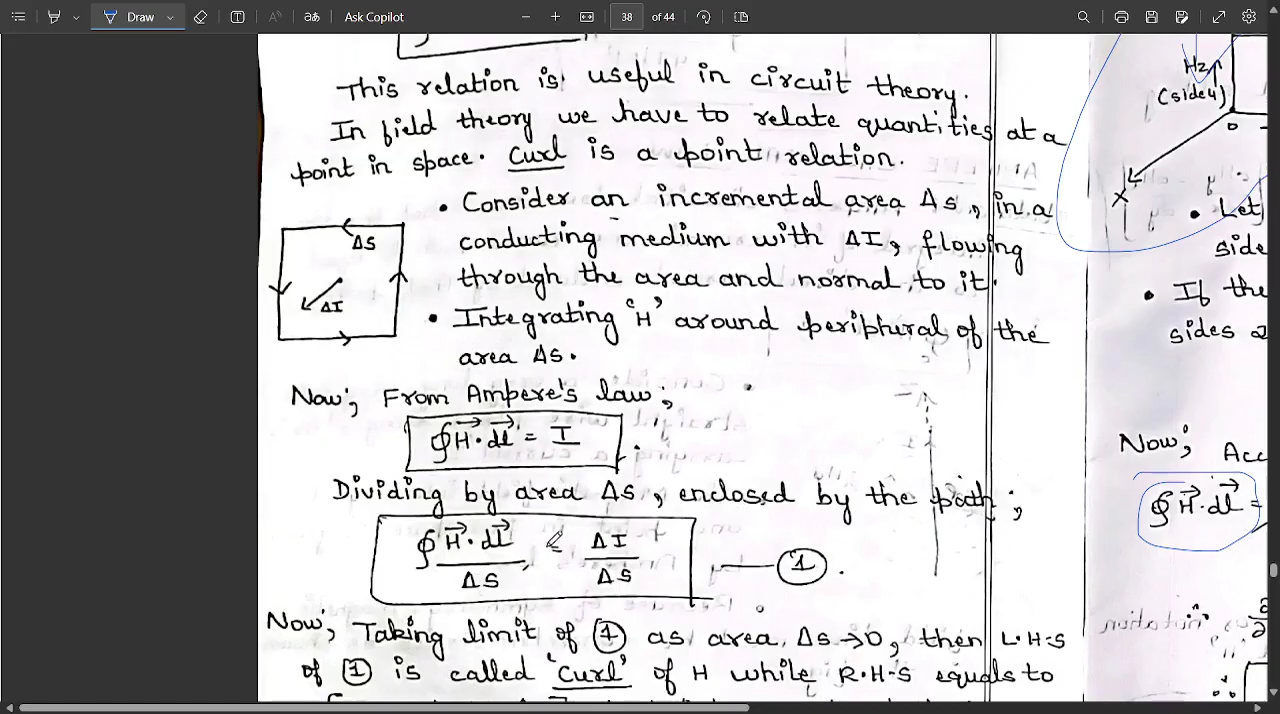 Draw
Ask Copilot
38 of 44
This relation is useful in circuit theory.
In field theory we have to relate quantities at a
point in space. Curl is a point relation.
• Consider an incremental area ΔS, in a
conducting medium with ΔI, flowing
through the area and normal to it.
• Integrating 'H' around periphural of the
area ΔS.
ΔS
ΔI
Now; From Ampere's law;
∮H⃗·dl⃗ = I
Dividing by area ΔS, enclosed by the path;
∮H⃗·dl⃗ / ΔS = ΔI / ΔS —— ①.
Now; Taking limit of ① as area ΔS→0, then L·H·S
of ① is called 'Curl' of H while R·H·S equals to
Hz
(side 4)
0
X
• Let
side
• If the
sides
Now; Acc
∮H⃗·dl⃗ =